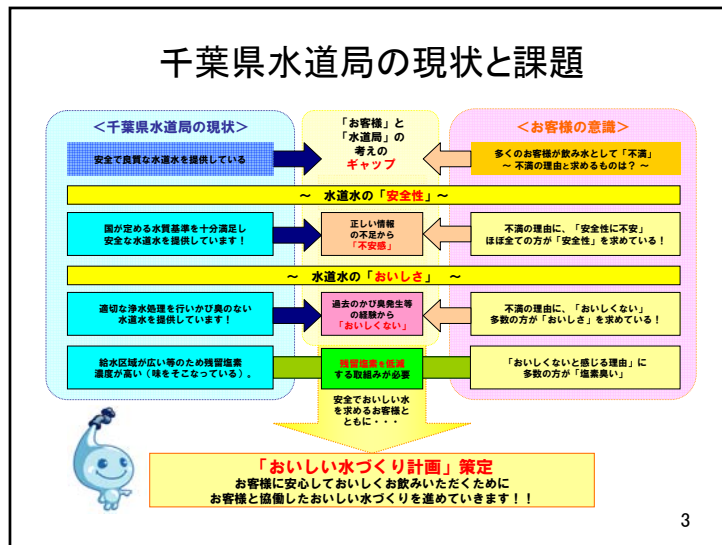 千葉県水道局の現状と課題
＜千葉県水道局の現状＞
「お客様」と
「水道局」の
考えの
ギャップ
＜お客様の意識＞
安全で良質な水道水を提供している
多くのお客様が飲み水として「不満」
～ 不満の理由と求めるものは？ ～
～ 水道水の「安全性」～
国が定める水質基準を十分満足し
安全な水道水を提供しています！
正しい情報
の不足から
「不安感」
不満の理由に、「安全性に不安」
ほぼ全ての方が「安全性」を求めている！
～ 水道水の「おいしさ」 ～
適切な浄水処理を行いかび臭のない
水道水を提供しています！
過去のかび臭発生等
の経験から
「おいしくない」
不満の理由に、「おいしくない」
多数の方が「おいしさ」を求めている！
給水区域が広い等のため残留塩素
濃度が高い（味をそこなっている）。
残留塩素を低減
する取組みが必要
「おいしくないと感じる理由」に
多数の方が「塩素臭い」
安全でおいしい水
を求めるお客様と
ともに・・・
「おいしい水づくり計画」策定
お客様に安心しておいしくお飲みいただくために
お客様と協働したおいしい水づくりを進めていきます！！
3